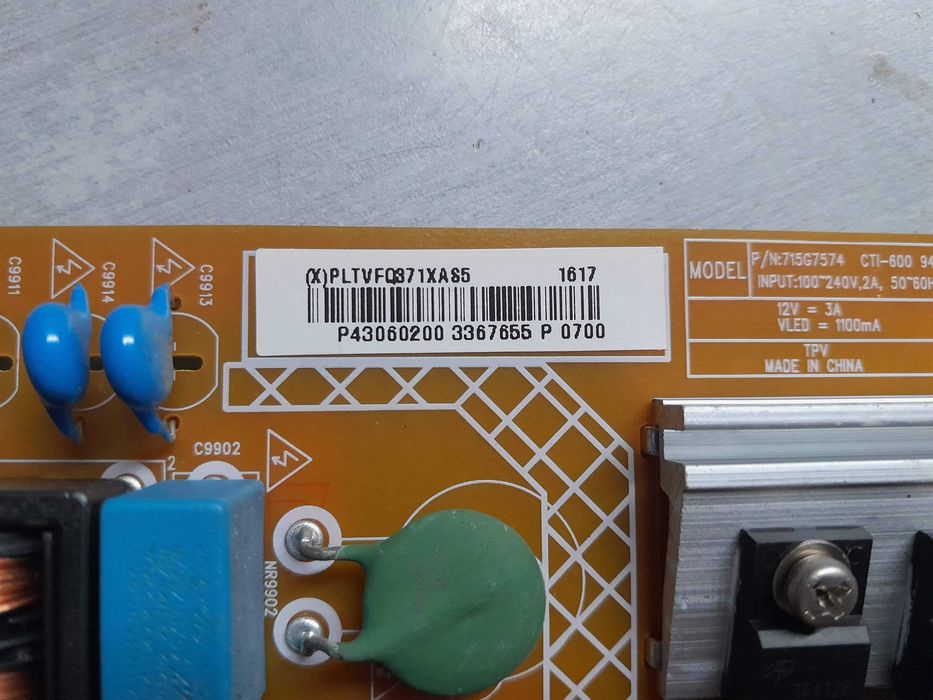 (X)PLTVFQ371XAS5 1617
P43060200 3367655 P 0700
MODEL
P/N:715G7574 CTI-600 94
INPUT:100~240V,2A, 50~60H
12V = 3A
VLED = 1100mA
TPV
MADE IN CHINA
C9911
C9914
C9913
C9902
2
NR9902